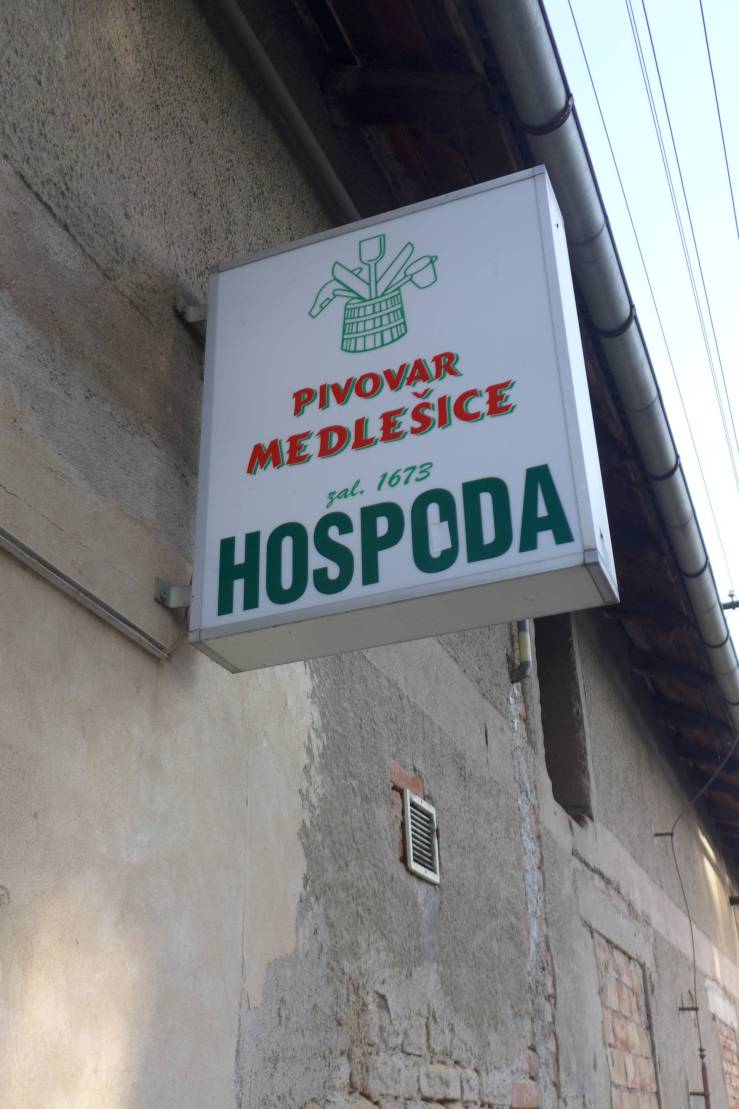 PIVOVAR
MEDLEŠICE
zal. 1673
HOSPODA